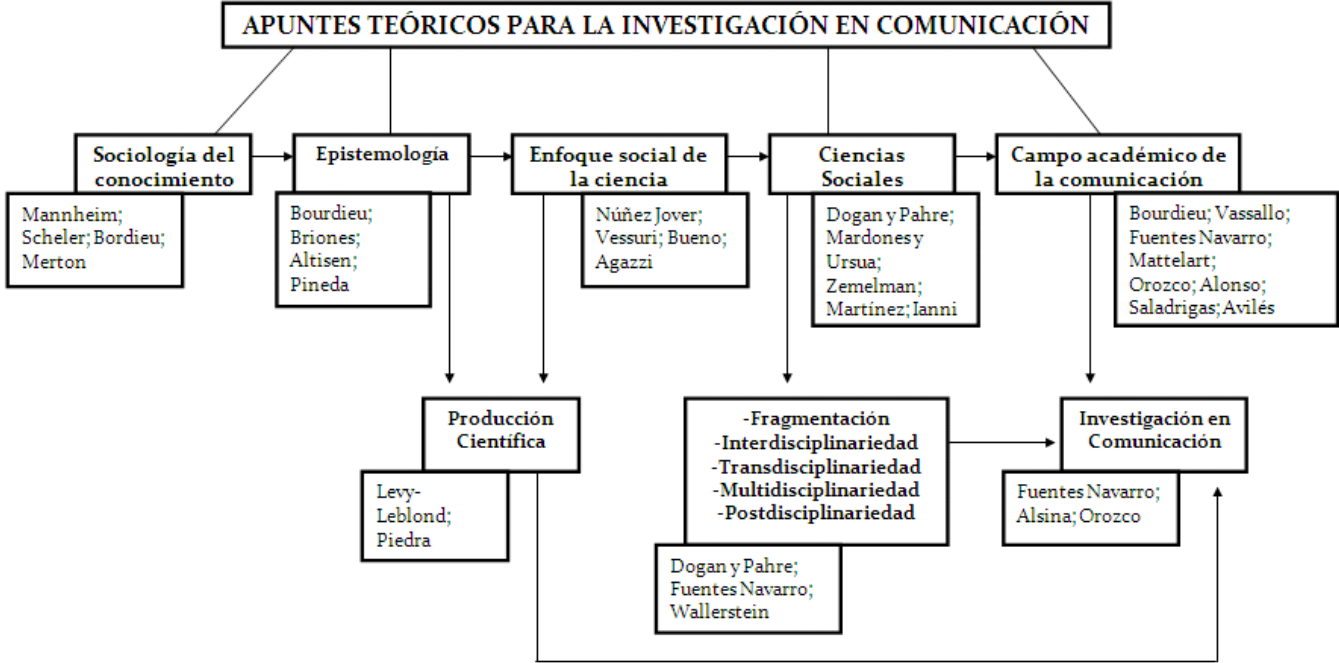 APUNTES TEÓRICOS PARA LA INVESTIGACIÓN EN COMUNICACIÓN
Sociología del
conocimiento
Mannheim;
Scheler; Bordieu;
Merton
Epistemología
Bourdieu;
Briones;
Altisen;
Pineda
Enfoque social de
la ciencia
Núñez Jover;
Vessuri; Bueno;
Agazzi
Ciencias
Sociales
Dogan y Pahre;
Mardones y
Ursua;
Zemelman;
Martínez; Ianni
Campo académico de
la comunicación
Bourdieu; Vassallo;
Fuentes Navarro;
Mattelart;
Orozco; Alonso;
Saladrigas; Avilés
Producción
Científica
Levy-
Leblond;
Piedra
-Fragmentación
-Interdisciplinariedad
-Transdisciplinariedad
-Multidisciplinariedad
-Postdisciplinariedad
Dogan y Pahre;
Fuentes Navarro;
Wallerstein
Investigación en
Comunicación
Fuentes Navarro;
Alsina; Orozco